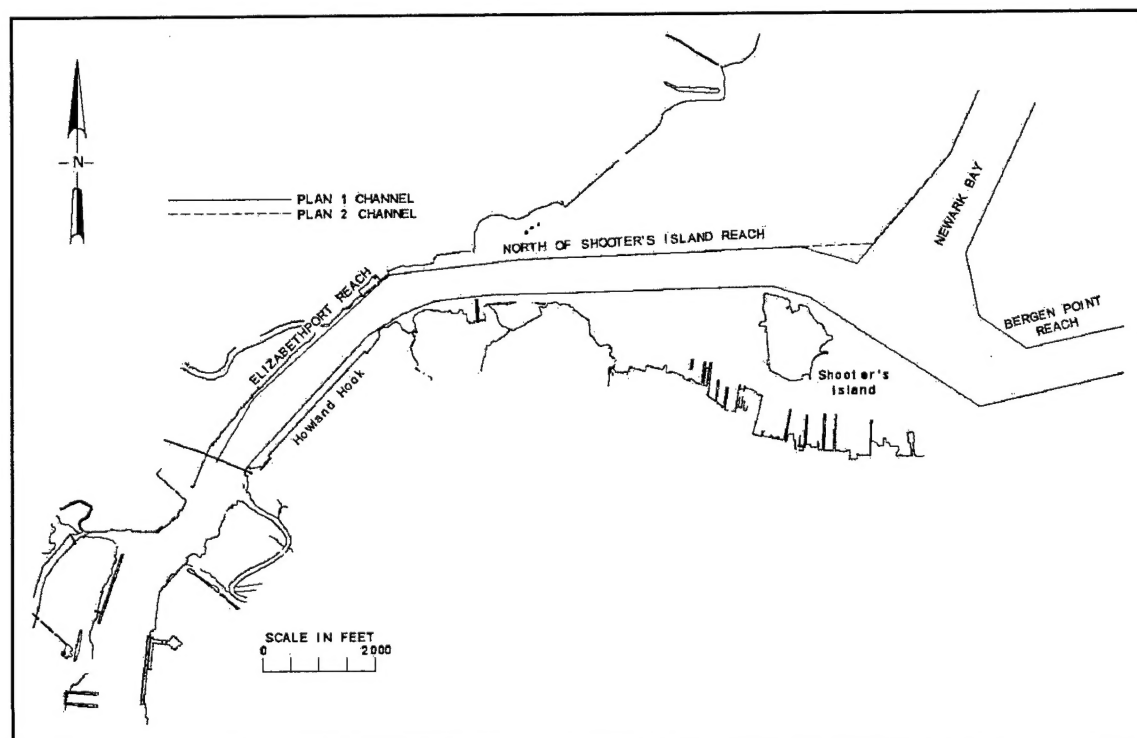 N
PLAN 1 CHANNEL
PLAN 2 CHANNEL
NORTH OF SHOOTER'S ISLAND REACH
NEWARK BAY
ELIZABETHPORT REACH
BERGEN POINT
REACH
Howland Hook
Shooter's
Island
SCALE IN FEET
0 2000